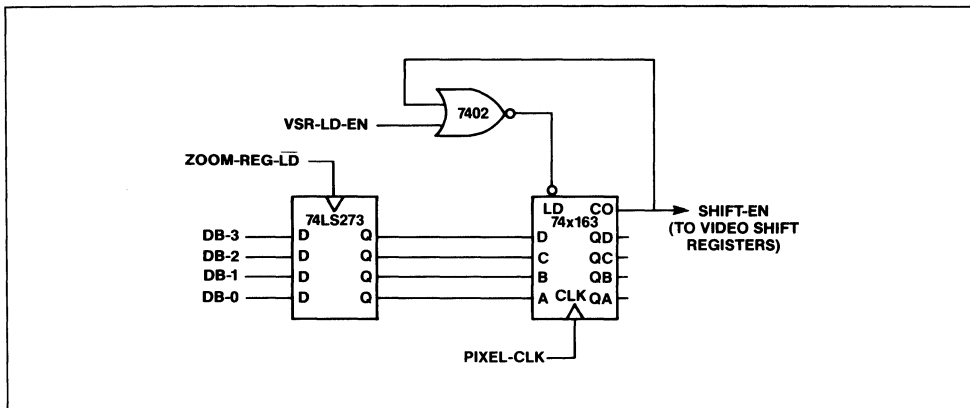 7402
VSR-LD-EN
ZOOM-REG-L̅D̅
74LS273
LD CO
74x163
SHIFT-EN
(TO VIDEO SHIFT
REGISTERS)
DB-3 D Q D QD
DB-2 D Q C QC
DB-1 D Q B QB
DB-0 D Q A CLK QA
PIXEL-CLK